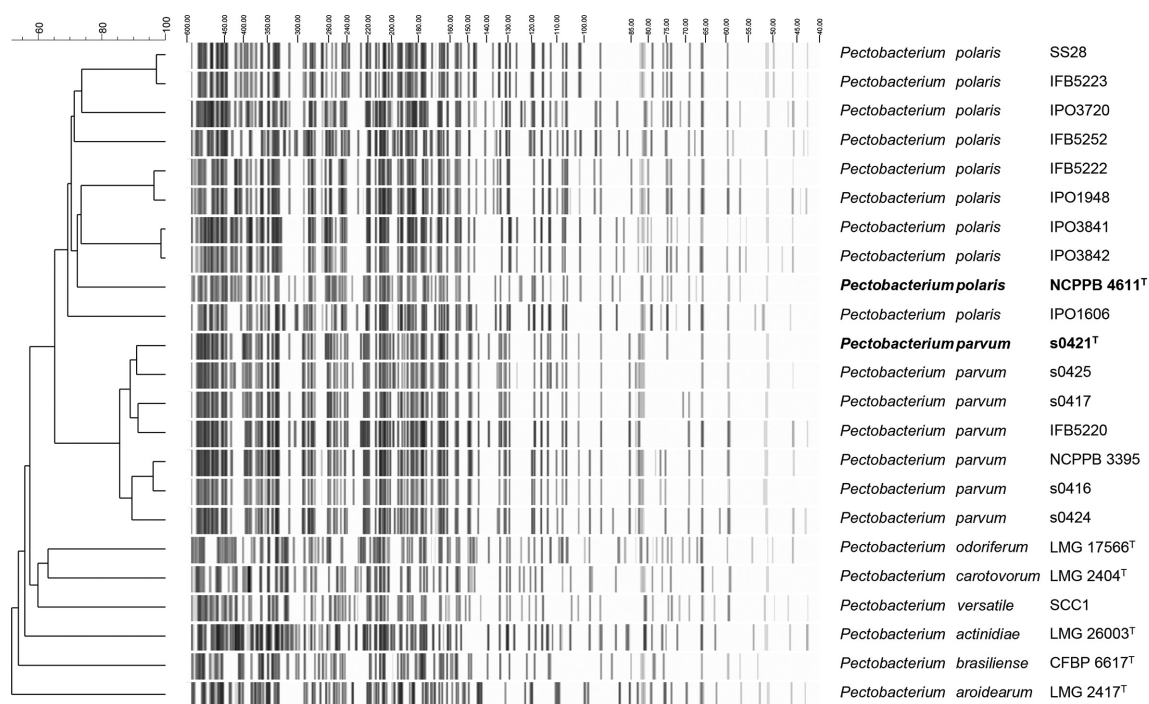 60 80 100 600.00 450.00 400.00 350.00 300.00 260.00 240.00 220.00 200.00 180.00 160.00 150.00 140.00 130.00 120.00 110.00 100.00 85.00 80.00 75.00 70.00 65.00 60.00 55.00 50.00 45.00 40.00
Pectobacterium polaris SS28
Pectobacterium polaris IFB5223
Pectobacterium polaris IPO3720
Pectobacterium polaris IFB5252
Pectobacterium polaris IFB5222
Pectobacterium polaris IPO1948
Pectobacterium polaris IPO3841
Pectobacterium polaris IPO3842
Pectobacterium polaris NCPPB 4611ᵀ
Pectobacterium polaris IPO1606
Pectobacterium parvum s0421ᵀ
Pectobacterium parvum s0425
Pectobacterium parvum s0417
Pectobacterium parvum IFB5220
Pectobacterium parvum NCPPB 3395
Pectobacterium parvum s0416
Pectobacterium parvum s0424
Pectobacterium odoriferum LMG 17566ᵀ
Pectobacterium carotovorum LMG 2404ᵀ
Pectobacterium versatile SCC1
Pectobacterium actinidiae LMG 26003ᵀ
Pectobacterium brasiliense CFBP 6617ᵀ
Pectobacterium aroidearum LMG 2417ᵀ